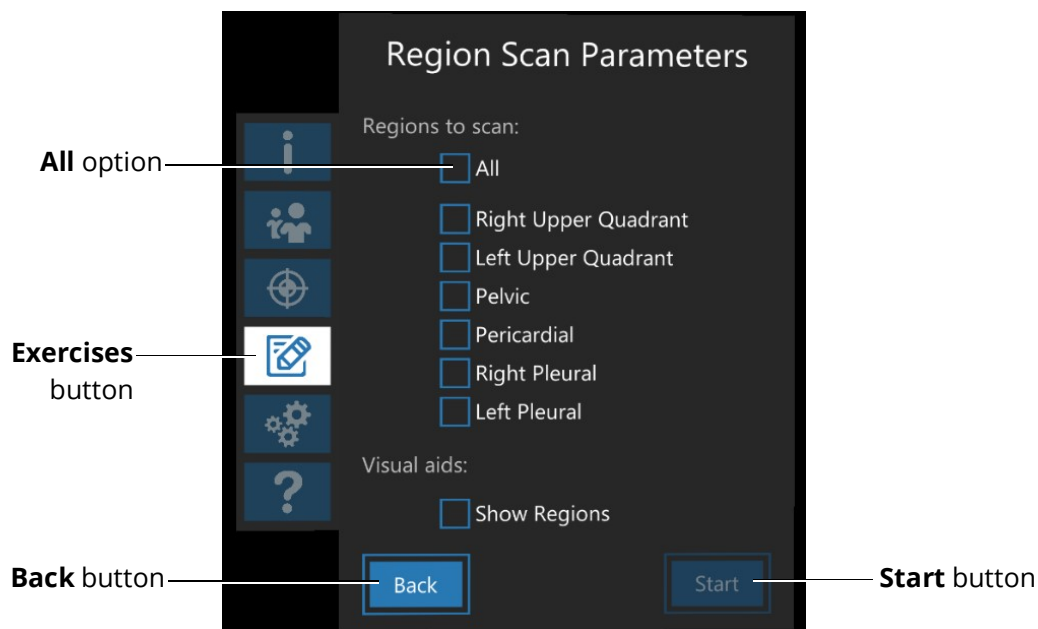 Region Scan Parameters
Regions to scan:
All option
All
Right Upper Quadrant
Left Upper Quadrant
Pelvic
Pericardial
Exercises
button
Right Pleural
Left Pleural
Visual aids:
Show Regions
Back button
Back
Start
Start button